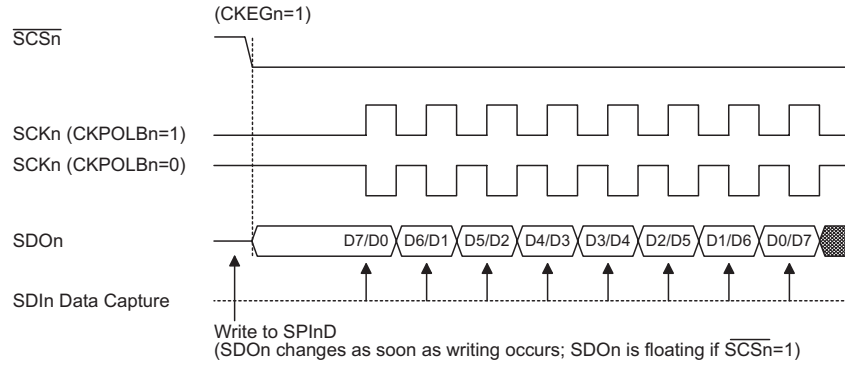 (CKEGn=1)
SCSn
SCKn (CKPOLBn=1)
SCKn (CKPOLBn=0)
SDOn D7/D0 D6/D1 D5/D2 D4/D3 D3/D4 D2/D5 D1/D6 D0/D7
SDIn Data Capture
Write to SPInD
(SDOn changes as soon as writing occurs; SDOn is floating if SCSn=1)